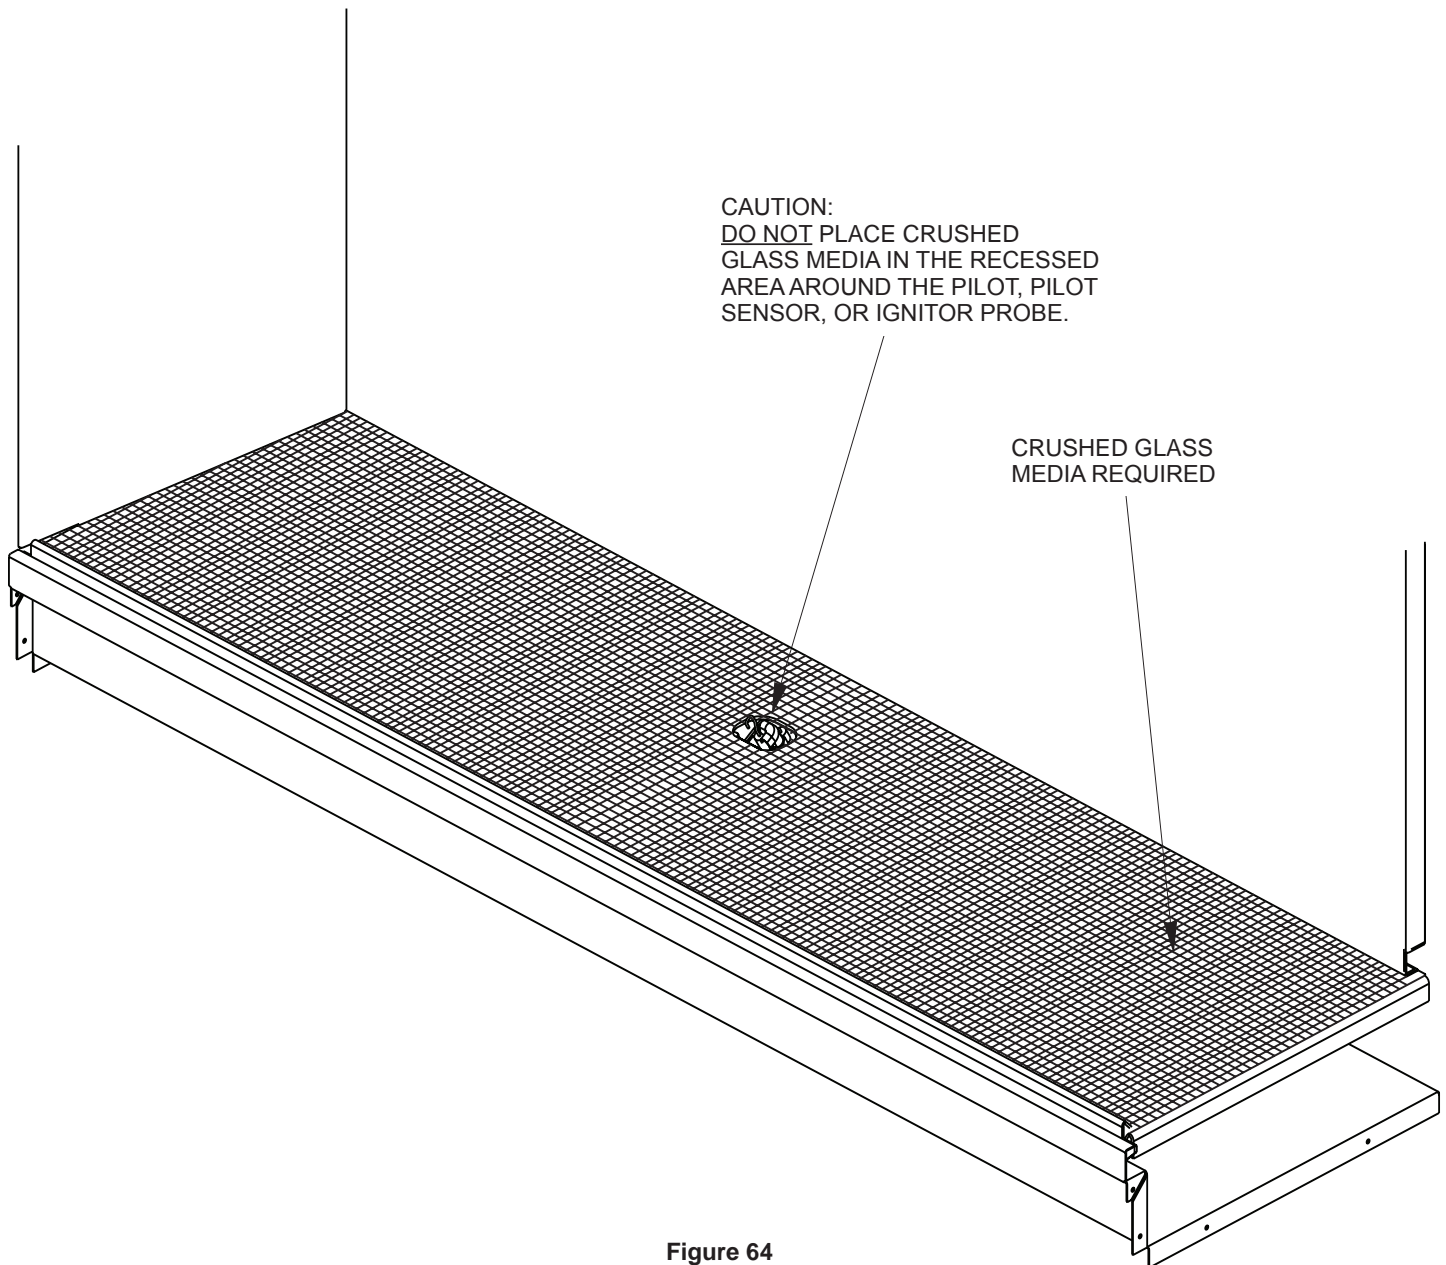 CAUTION:
DO NOT PLACE CRUSHED
GLASS MEDIA IN THE RECESSED
AREA AROUND THE PILOT, PILOT
SENSOR, OR IGNITOR PROBE.
CRUSHED GLASS
MEDIA REQUIRED
Figure 64